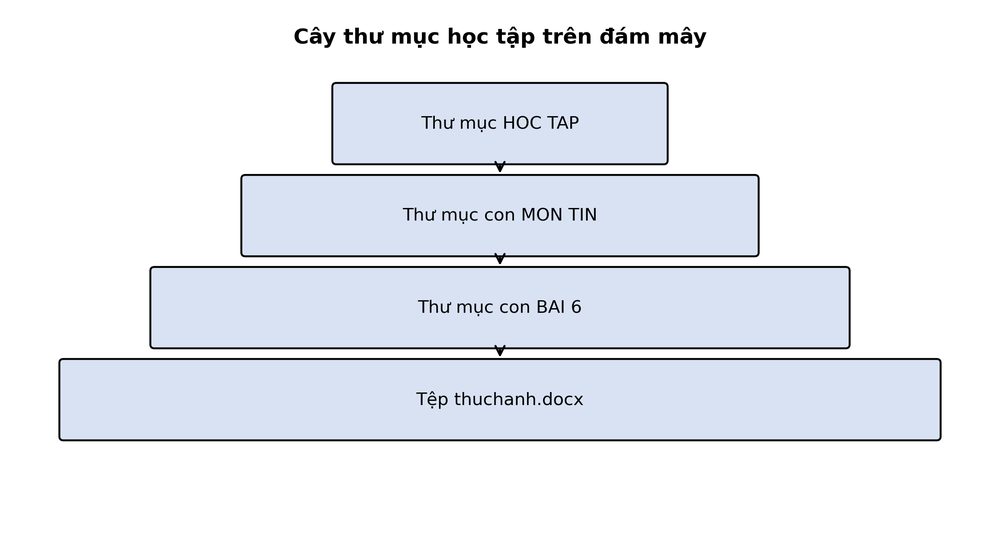 Cây thư mục học tập trên đám mây
Thư mục HOC TAP
Thư mục con MON TIN
Thư mục con BAI 6
Tệp thuchanh.docx